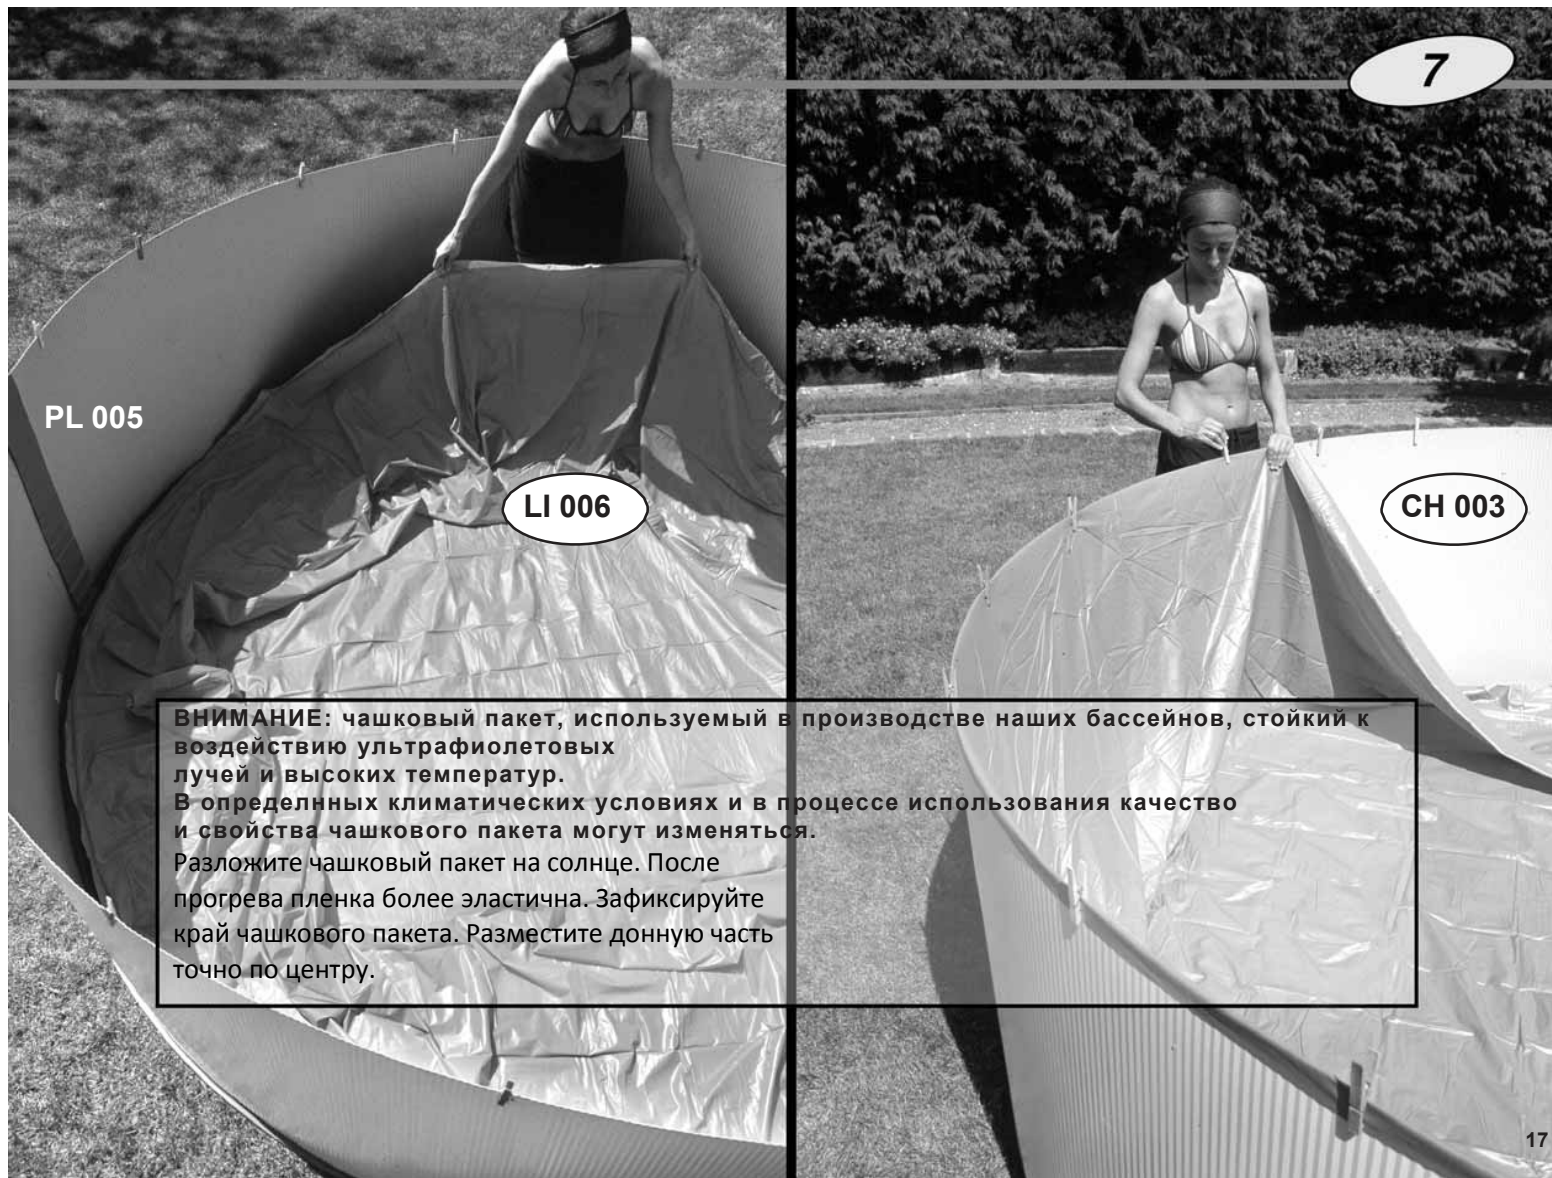 7
PL 005
LI 006
CH 003
ВНИМАНИЕ: чашковый пакет, используемый в производстве наших бассейнов, стойкий к
воздействию ультрафиолетовых
лучей и высоких температур.
В определнных климатических условиях и в процессе использования качество
и свойства чашкового пакета могут изменяться.
Разложите чашковый пакет на солнце. После
прогрева пленка более эластична. Зафиксируйте
край чашкового пакета. Разместите донную часть
точно по центру.
17